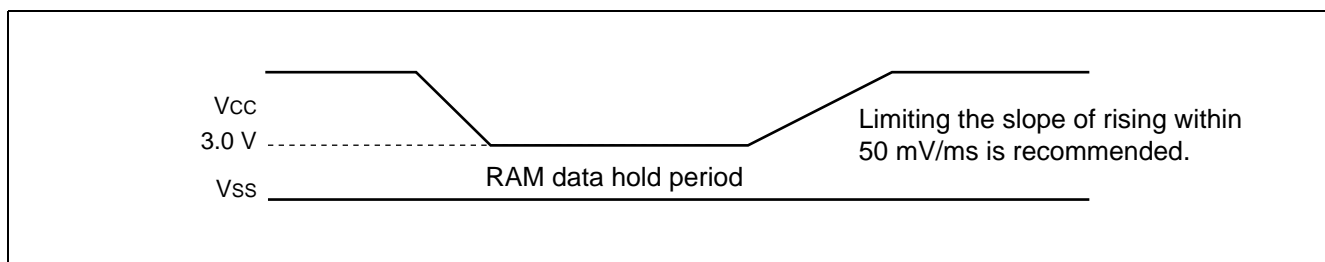 Vcc
3.0 V
Vss
RAM data hold period
Limiting the slope of rising within
50 mV/ms is recommended.